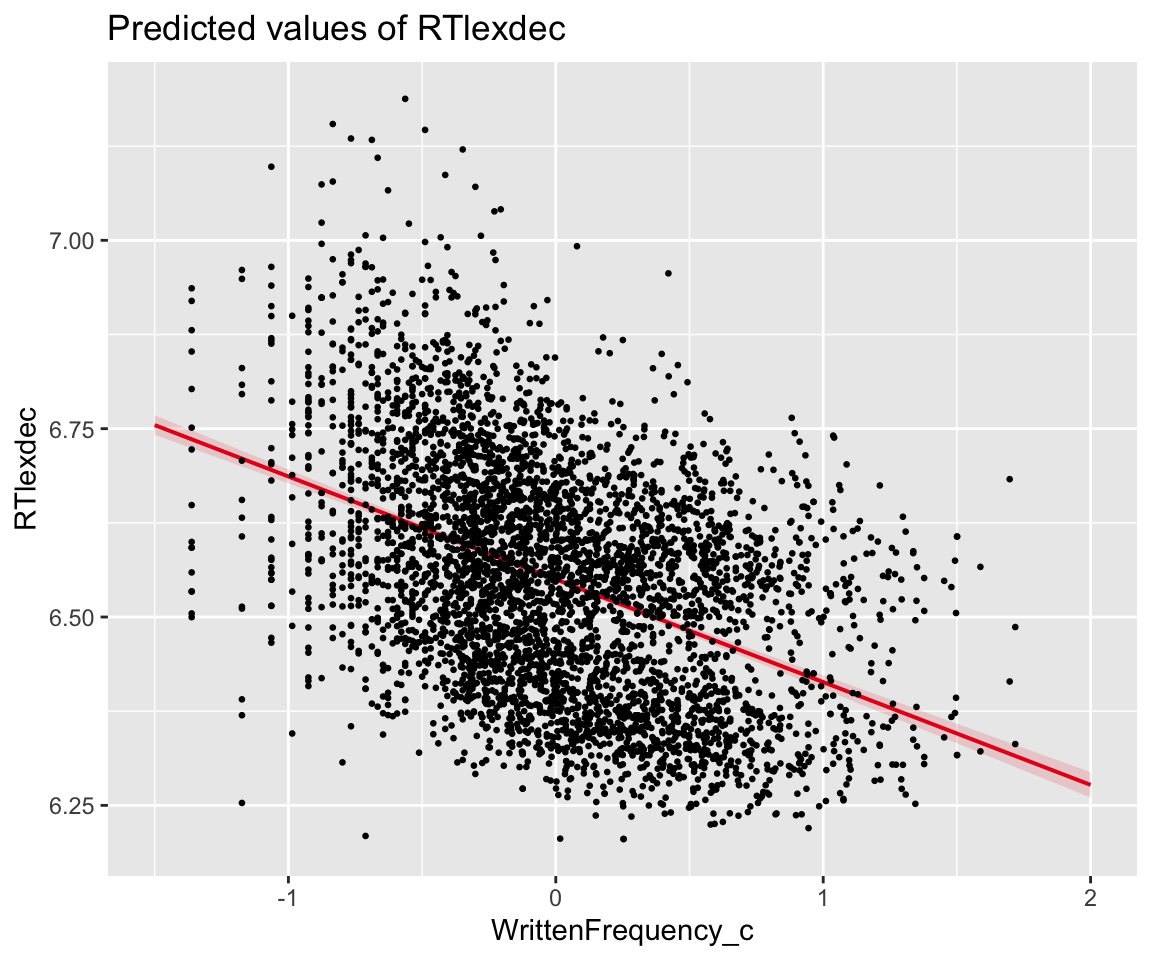 Predicted values of RTlexdec
7.00
6.75
6.50
6.25
RTlexdec
-1
0
1
2
WrittenFrequency_c